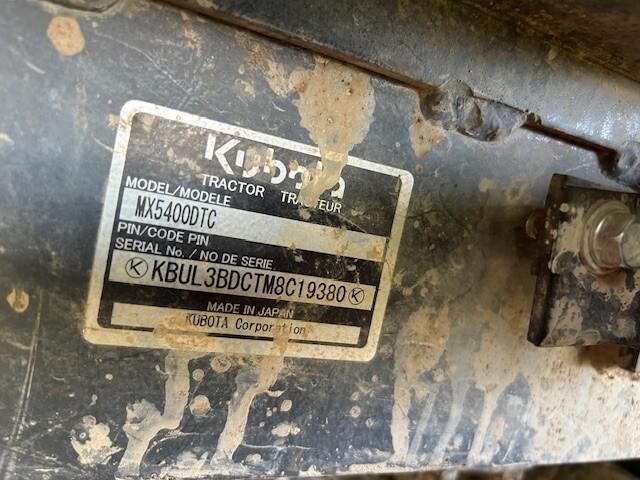 Kubota
TRACTOR TRACTEUR
MODEL/MODELE
MX5400DTC
PIN/CODE PIN
SERIAL No. / NO DE SERIE
KBUL3BDCTM8C19380
MADE IN JAPAN
KUBOTA Corporation